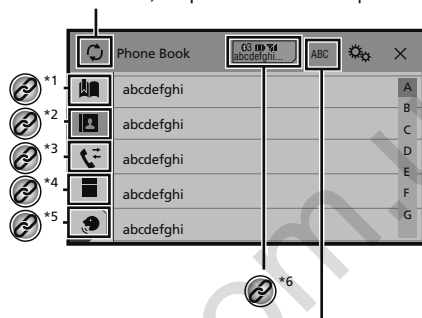 Phone Book
abcdefghi...
ABC
*1
abcdefghi
A
B
*2
abcdefghi
C
*3
abcdefghi
D
E
*4
abcdefghi
F
*5
abcdefghi
G
*6